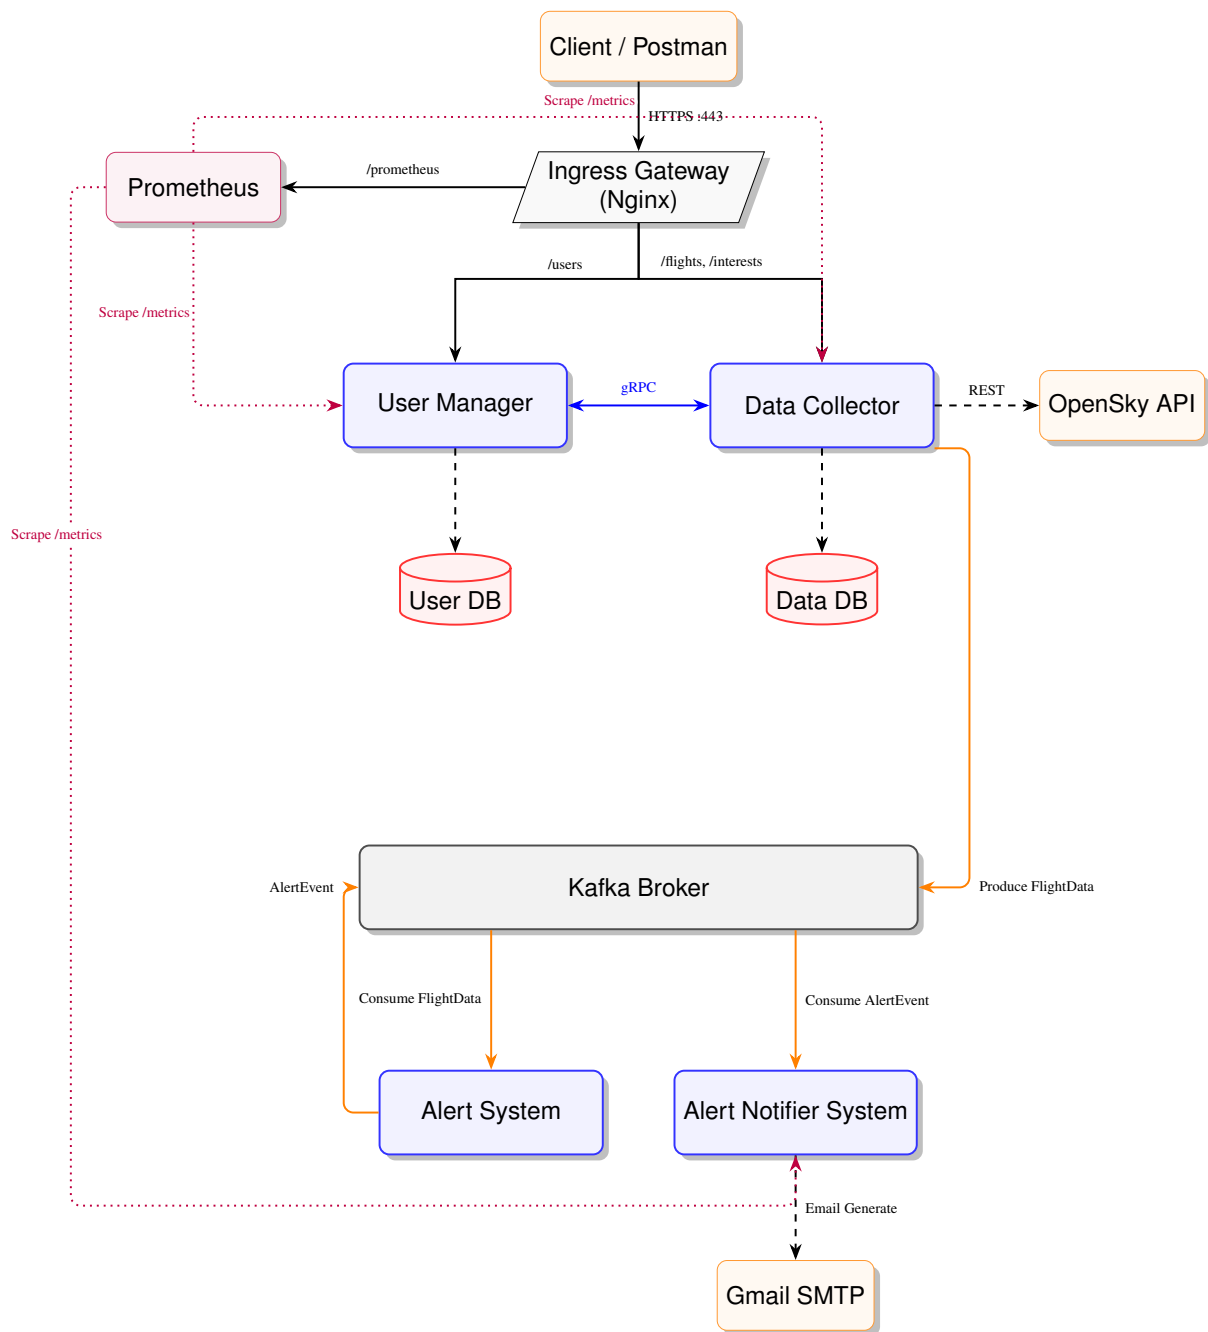 Client / Postman
Scrape /metrics
HTTPS :443
Prometheus
/prometheus
Ingress Gateway
(Nginx)
/users
/flights, /interests
Scrape /metrics
User Manager
gRPC
Data Collector
REST
OpenSky API
Scrape /metrics
User DB
Data DB
AlertEvent
Kafka Broker
Produce FlightData
Consume FlightData
Consume AlertEvent
Alert System
Alert Notifier System
Email Generate
Gmail SMTP